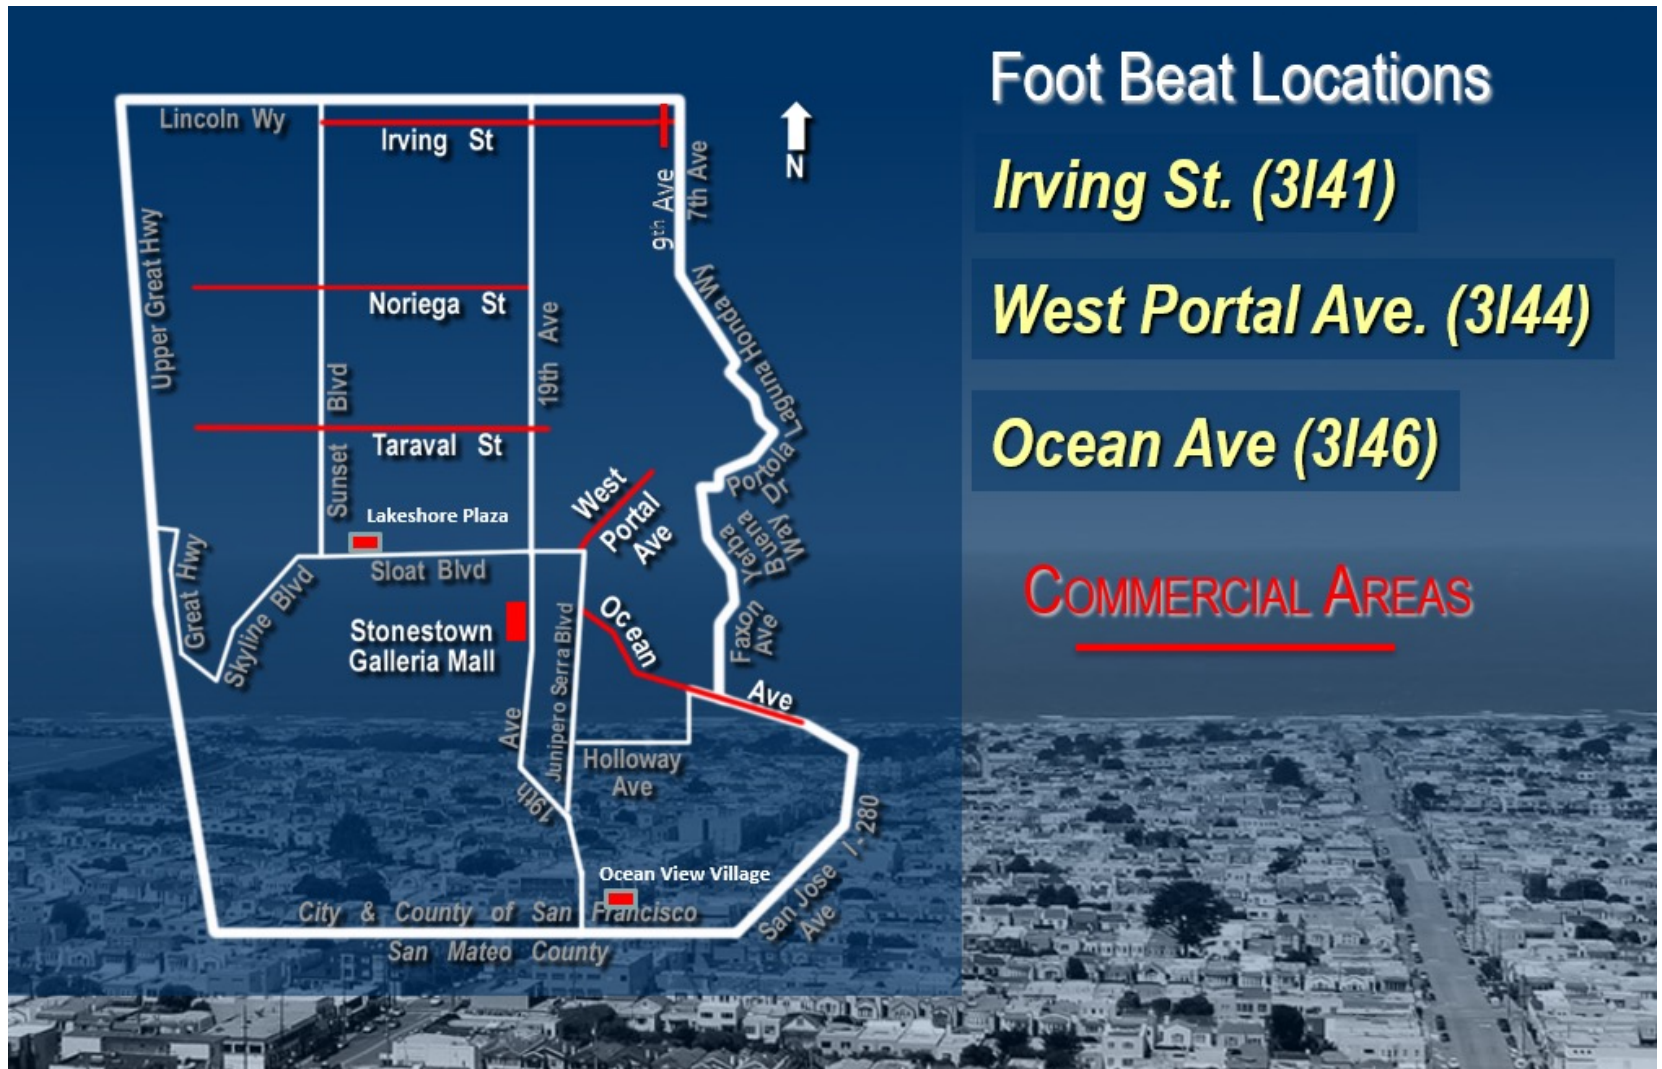 Foot Beat Locations
Irving St. (3I41)
West Portal Ave. (3I44)
Ocean Ave (3I46)
COMMERCIAL AREAS
Lincoln Wy
Irving St
N
9th Ave
7th Ave
Upper Great Hwy
Laguna Honda Wy
Noriega St
19th Ave
Sunset Blvd
Taraval St
Portola Dr
West
Portal
Ave
Lakeshore Plaza
Yerba
Buena
Way
Great Hwy
Skyline Blvd
Sloat Blvd
Stonestown
Galleria Mall
Junipero Serra Blvd
Ocean Ave
Faxon
Ave
19th Ave
Holloway
Ave
I-280
Ocean View Village
San Jose
Ave
City & County of San Francisco
San Mateo County